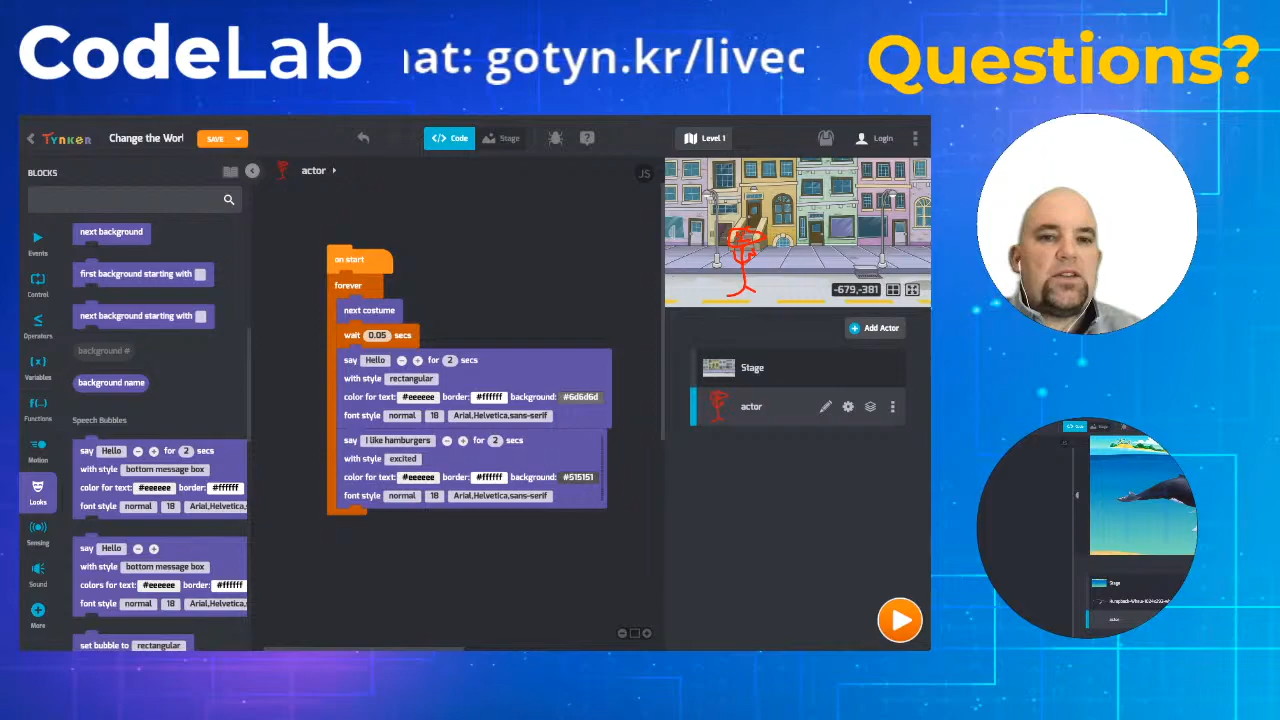 CodeLab
at: gotyn.kr/livec
Questions?
Tynker
Change the Worl
SAVE
Code
Stage
Level 1
Login
BLOCKS
actor
JS
next background
first background starting with
next background starting with
background #
background name
Speech Bubbles
say Hello for 2 secs
with style bottom message box
color for text: #eeeeee border: #ffffff
font style normal 18 Arial,Helvetica,s
say Hello
with style bottom message box
colors for text: #eeeeee border: #ffffff
font style normal 18 Arial,Helvetica,s
set bubble to rectangular
Events
Control
Operators
(x)
Variables
f(...)
Functions
Motion
Looks
Sensing
Sound
More
on start
forever
next costume
wait 0.05 secs
say Hello for 2 secs
with style rectangular
color for text: #eeeeee border: #ffffff background: #6d6d6d
font style normal 18 Arial,Helvetica,sans-serif
say I like hamburgers for 2 secs
with style excited
color for text: #eeeeee border: #ffffff background: #515151
font style normal 18 Arial,Helvetica,sans-serif
-679,-381
Add Actor
Stage
actor
Code
Stage
Stage
actor